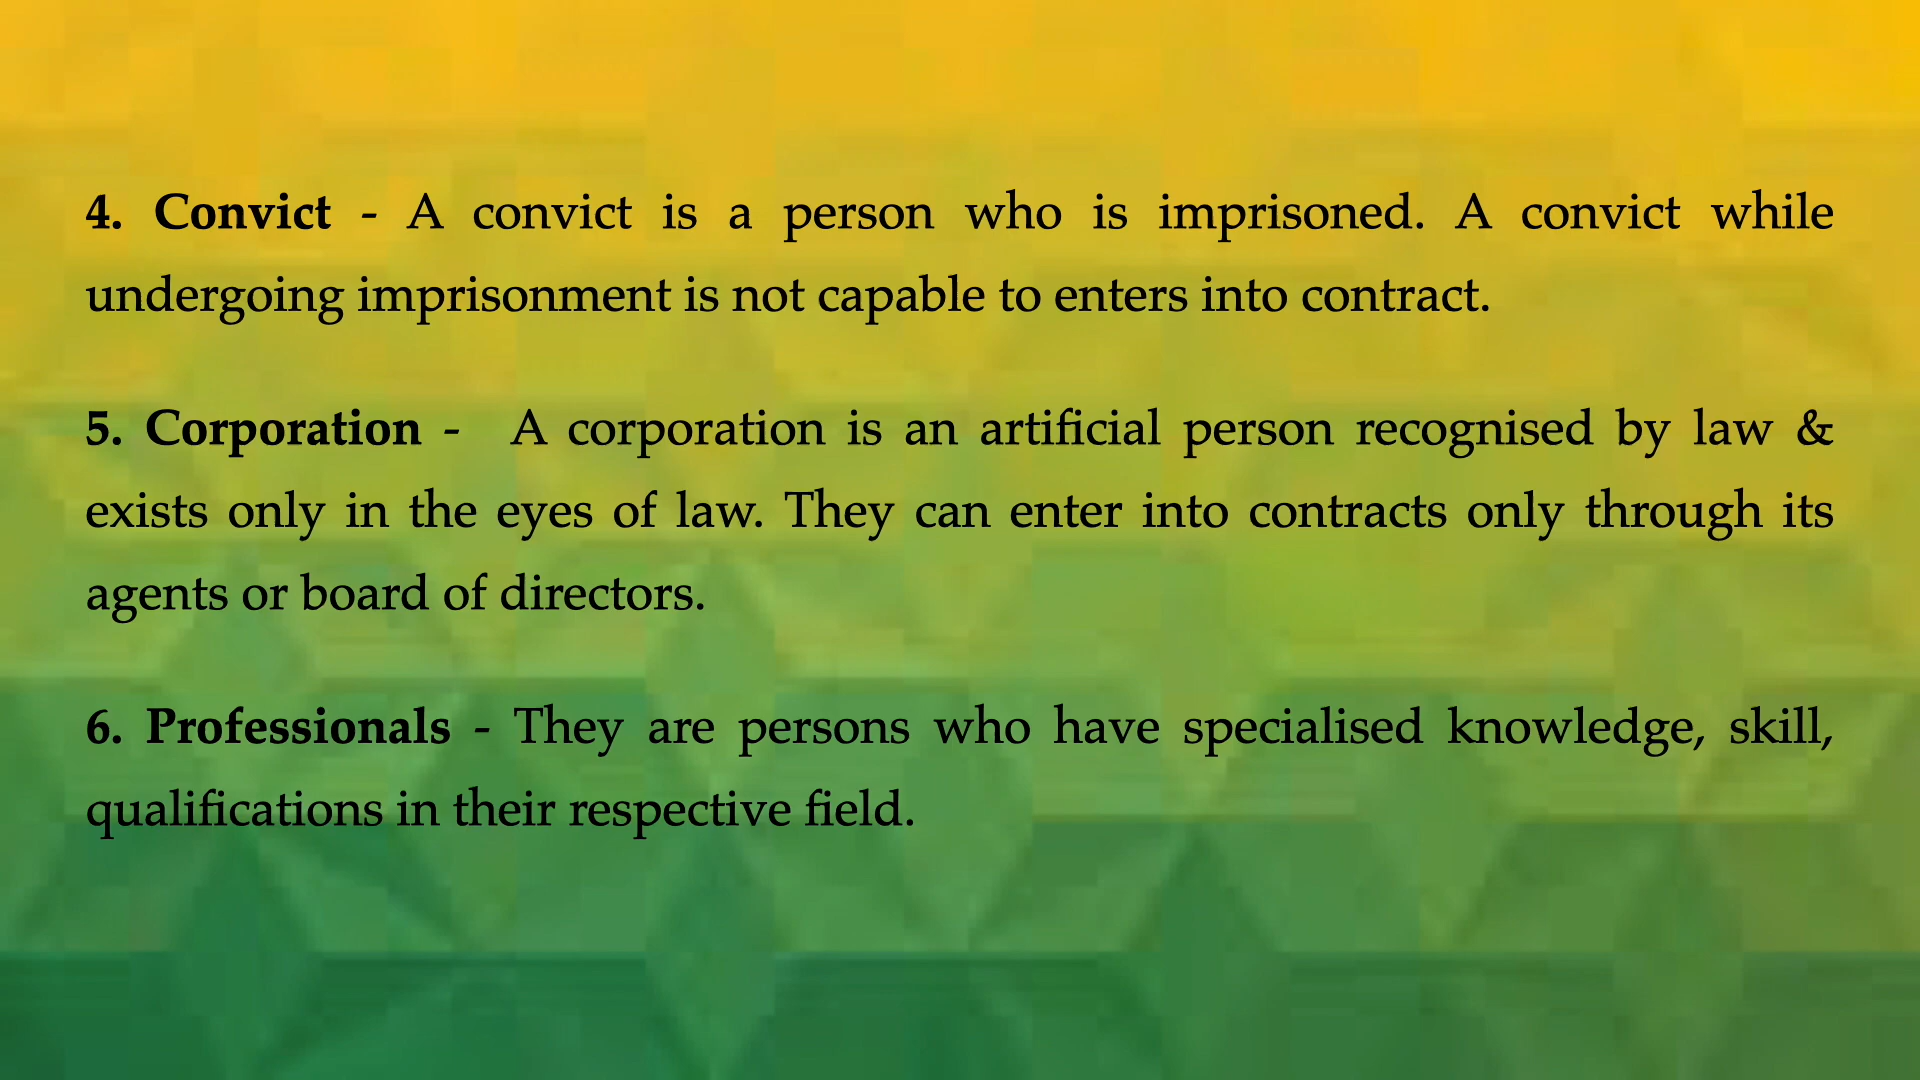 4. Convict - A convict is a person who is imprisoned. A convict while
undergoing imprisonment is not capable to enters into contract.
5. Corporation - A corporation is an artificial person recognised by law &
exists only in the eyes of law. They can enter into contracts only through its
agents or board of directors.
6. Professionals - They are persons who have specialised knowledge, skill,
qualifications in their respective field.